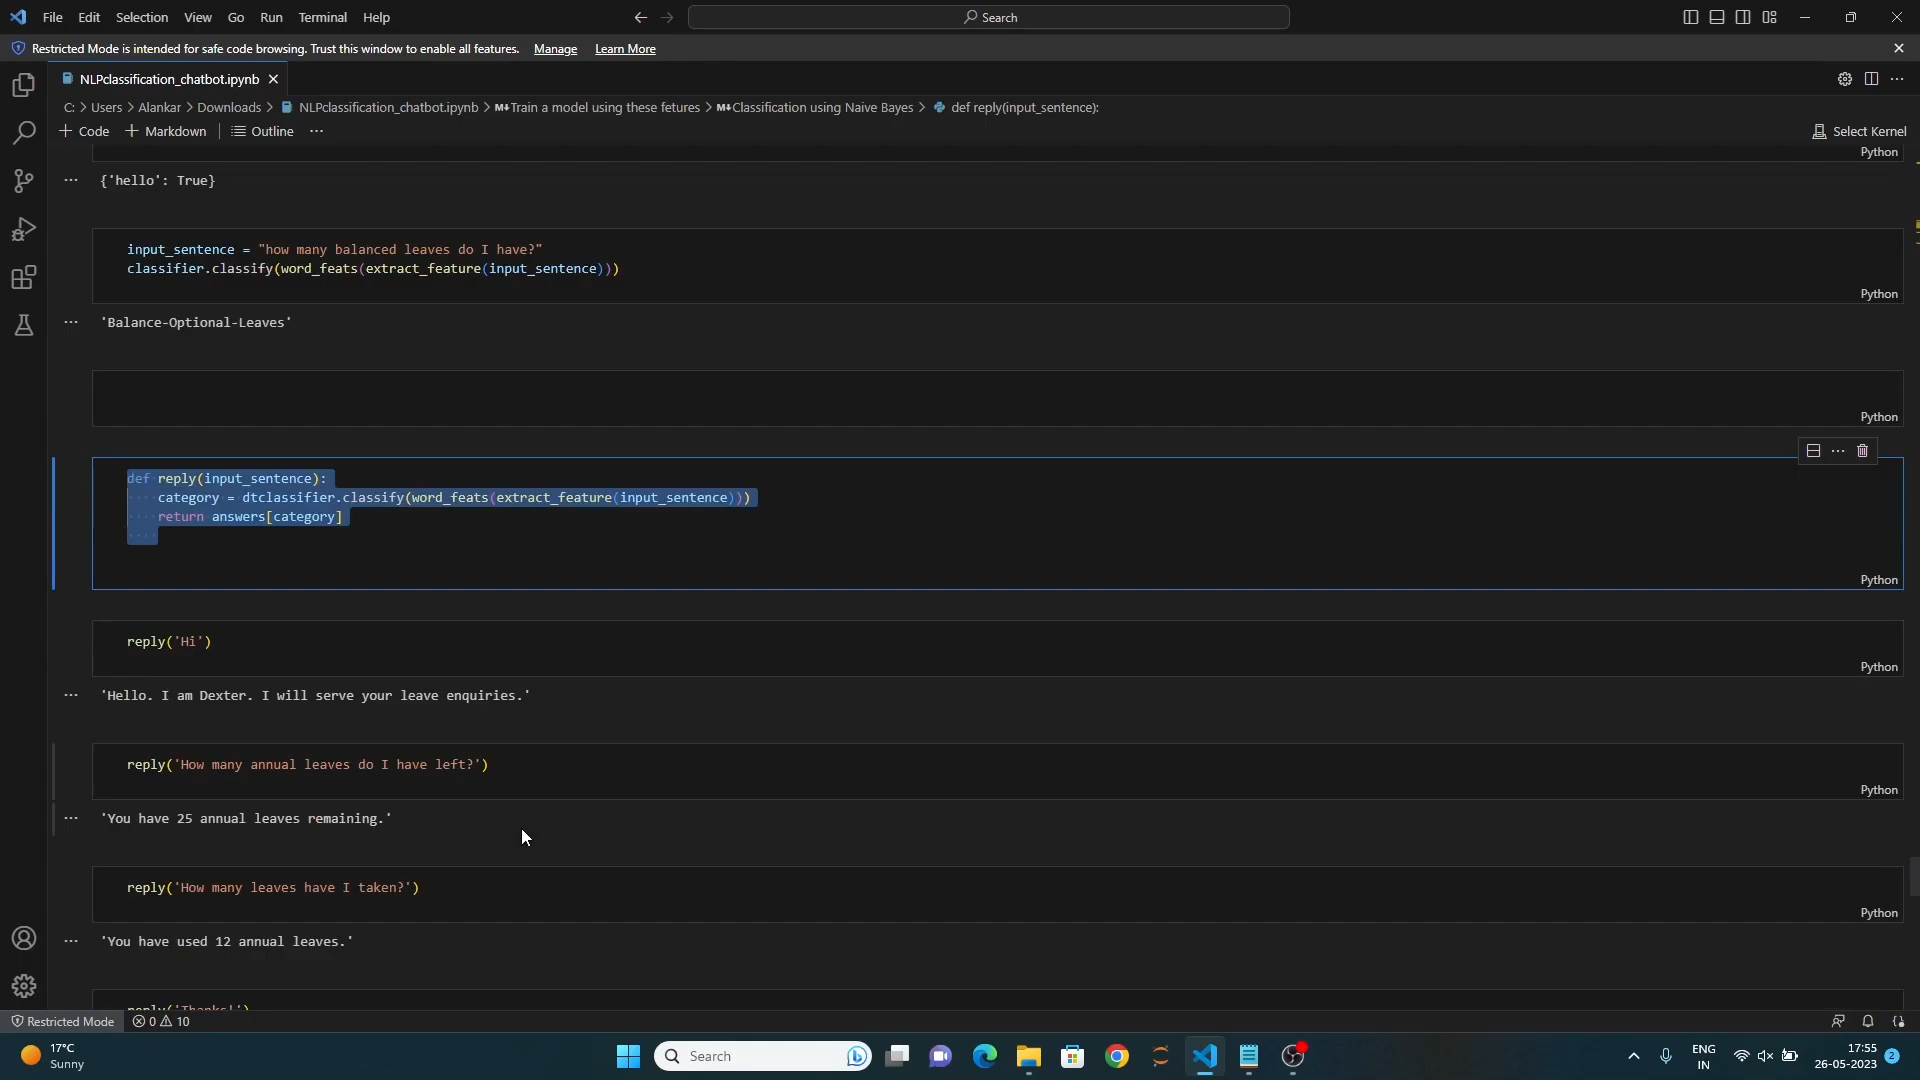 File Edit Selection View Go Run Terminal Help
Search
Restricted Mode is intended for safe code browsing. Trust this window to enable all features. Manage Learn More
NLPclassification_chatbot.ipynb
C: > Users > Alankar > Downloads > NLPclassification_chatbot.ipynb > M↓Train a model using these fetures > M↓Classification using Naive Bayes > def reply(input_sentence):
+ Code + Markdown Outline ...
Select Kernel
Python
... {'hello': True}
input_sentence = "how many balanced leaves do I have?"
classifier.classify(word_feats(extract_feature(input_sentence)))
Python
... 'Balance-Optional-Leaves'
Python
def reply(input_sentence):
category = dtclassifier.classify(word_feats(extract_feature(input_sentence)))
return answers[category]
Python
reply('Hi')
Python
... 'Hello. I am Dexter. I will serve your leave enquiries.'
reply('How many annual leaves do I have left?')
Python
... 'You have 25 annual leaves remaining.'
reply('How many leaves have I taken?')
Python
... 'You have used 12 annual leaves.'
reply('Thanks!')
Restricted Mode 0 10
17°C
Sunny
Search
ENG
IN
17:55
26-05-2023
2